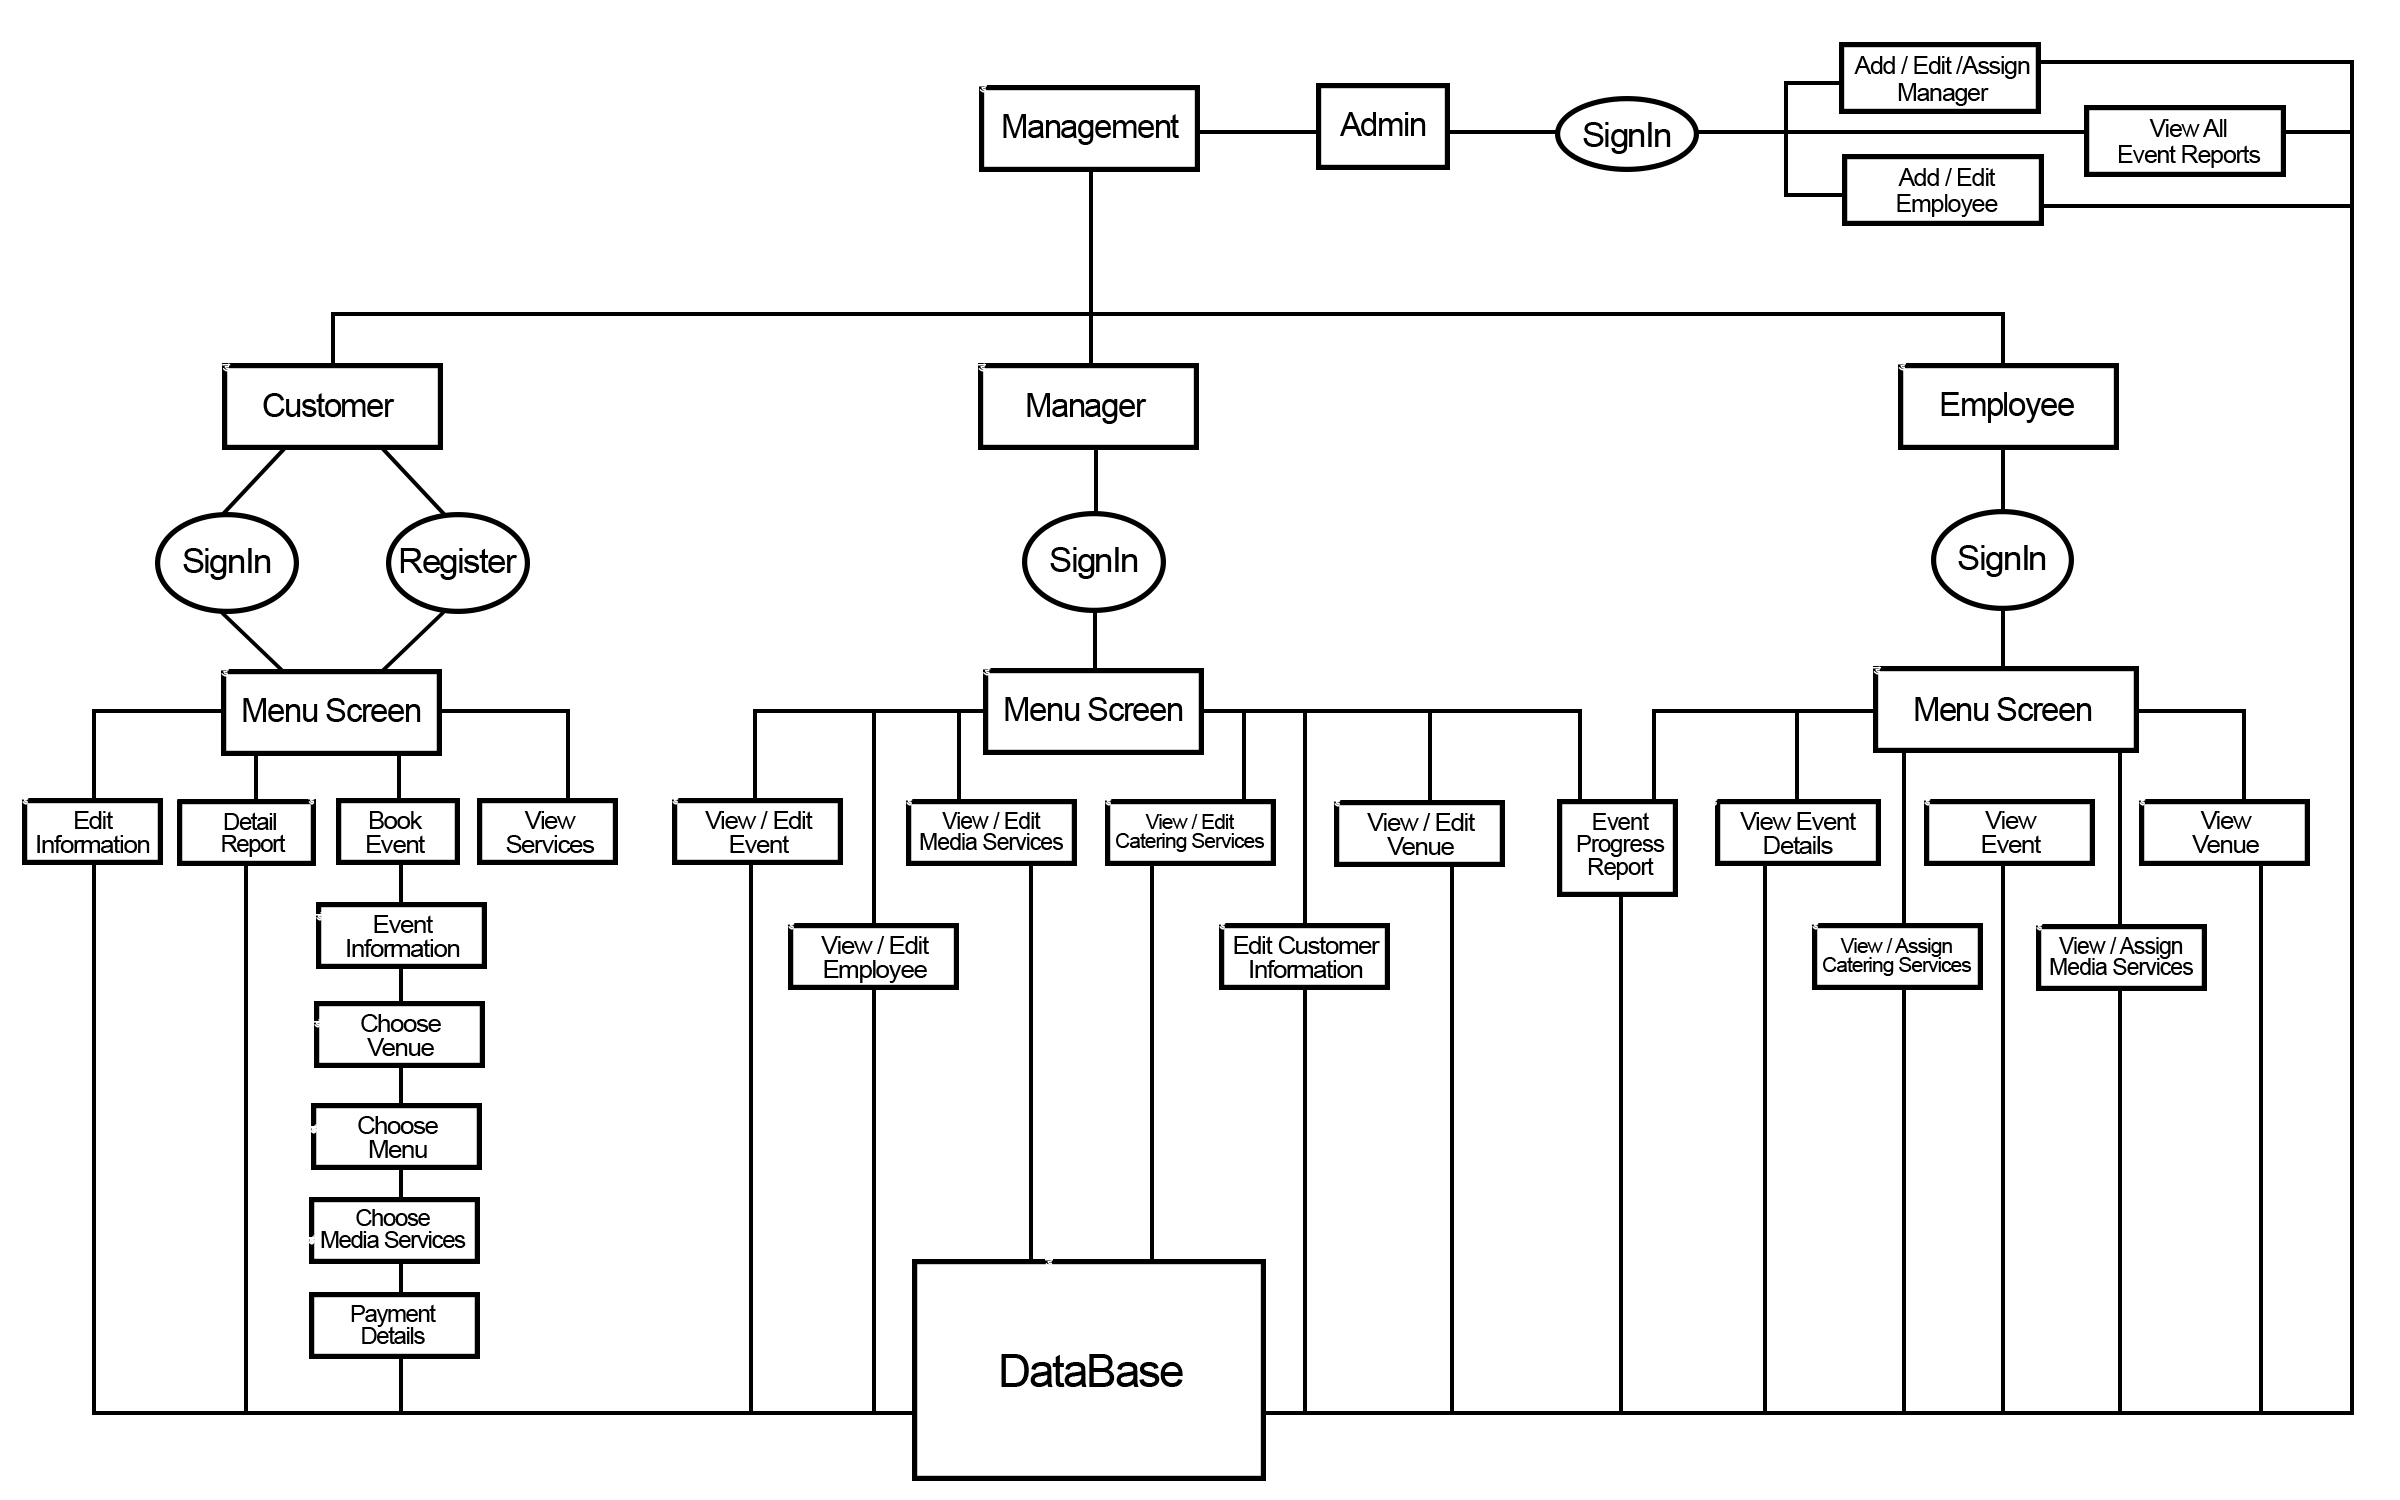 Add / Edit /Assign
Manager
Management
Admin
SignIn
View All
Event Reports
Add / Edit
Employee
Customer
Manager
Employee
SignIn
Register
SignIn
SignIn
Menu Screen
Menu Screen
Menu Screen
Edit
Information
Detail
Report
Book
Event
View
Services
View / Edit
Event
View / Edit
Media Services
View / Edit
Catering Services
View / Edit
Venue
Event
Progress
Report
View Event
Details
View
Event
View
Venue
Event
Information
View / Edit
Employee
Edit Customer
Information
View / Assign
Catering Services
View / Assign
Media Services
Choose
Venue
Choose
Menu
Choose
Media Services
Payment
Details
DataBase